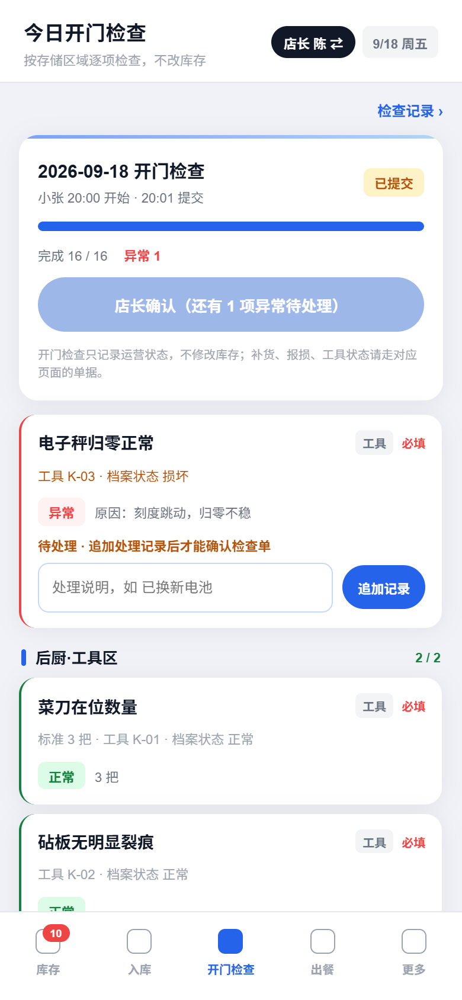 今日开门检查
按存储区域逐项检查，不改库存
店长 陈 ⇄
9/18 周五
检查记录 ›
2026-09-18 开门检查
小张 20:00 开始 · 20:01 提交
已提交
完成 16 / 16 异常 1
店长确认（还有 1 项异常待处理）
开门检查只记录运营状态，不修改库存；补货、报损、工具状态请走对应
页面的单据。
电子秤归零正常
工具 必填
工具 K-03 · 档案状态 损坏
异常 原因：刻度跳动，归零不稳
待处理 · 追加处理记录后才能确认检查单
处理说明，如 已换新电池
追加记录
后厨·工具区
2 / 2
菜刀在位数量
工具 必填
标准 3 把 · 工具 K-01 · 档案状态 正常
正常 3 把
砧板无明显裂痕
工具 必填
工具 K-02 · 档案状态 正常
正常
10
库存 入库 开门检查 出餐 更多